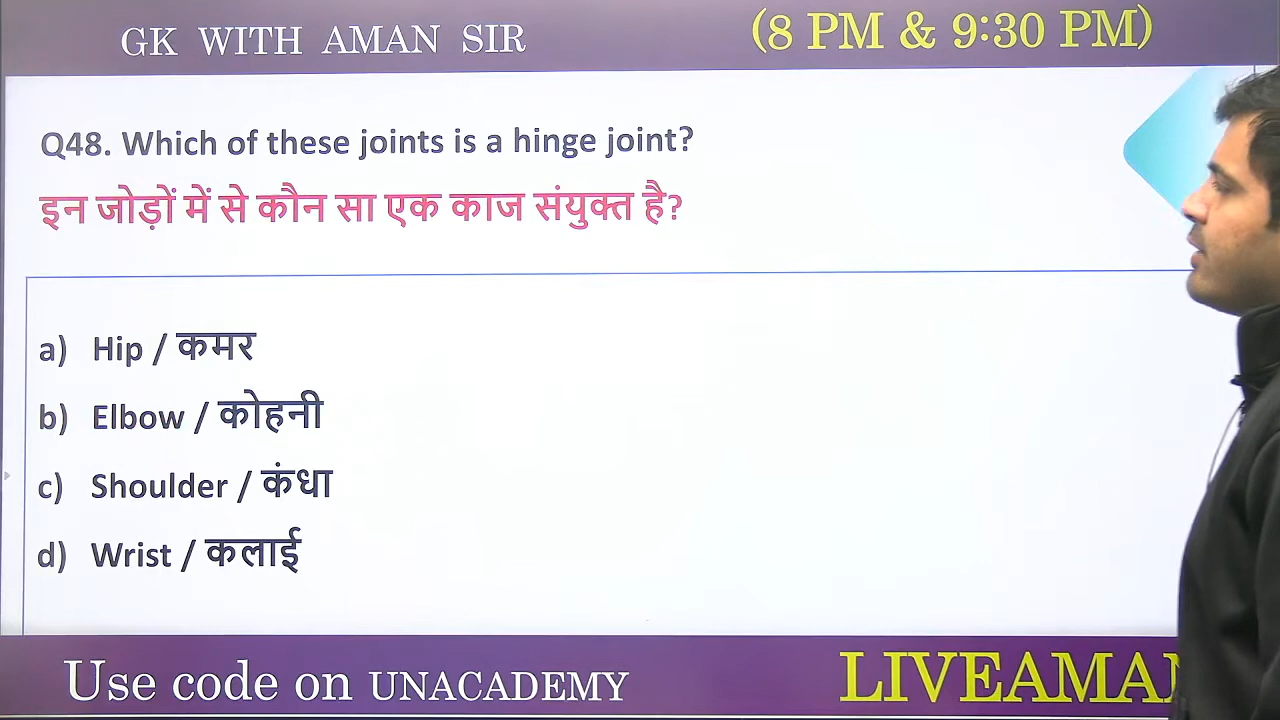 GK WITH AMAN SIR
(8 PM & 9:30 PM)
Q48. Which of these joints is a hinge joint?
इन जोड़ों में से कौन सा एक काज संयुक्त है?
a) Hip / कमर
b) Elbow / कोहनी
c) Shoulder / कंधा
d) Wrist / कलाई
Use code on UNACADEMY
LIVEAMAN